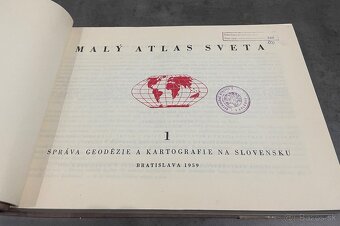 MALÝ ATLAS SVETA
1
SPRÁVA GEODÉZIE A KARTOGRAFIE NA SLOVENSKU
BRATISLAVA 1959